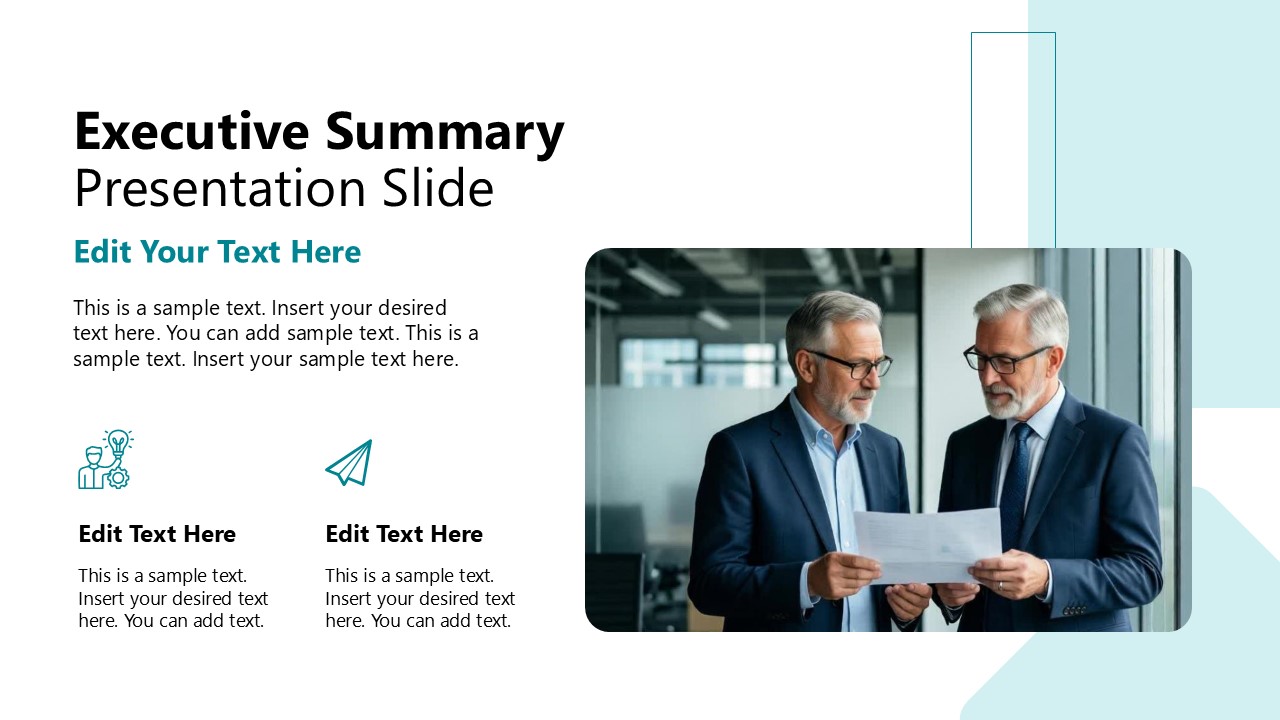 Executive Summary
Presentation Slide
Edit Your Text Here
This is a sample text. Insert your desired
text here. You can add sample text. This is a
sample text. Insert your sample text here.
Edit Text Here
This is a sample text.
Insert your desired text
here. You can add text.
Edit Text Here
This is a sample text.
Insert your desired text
here. You can add text.